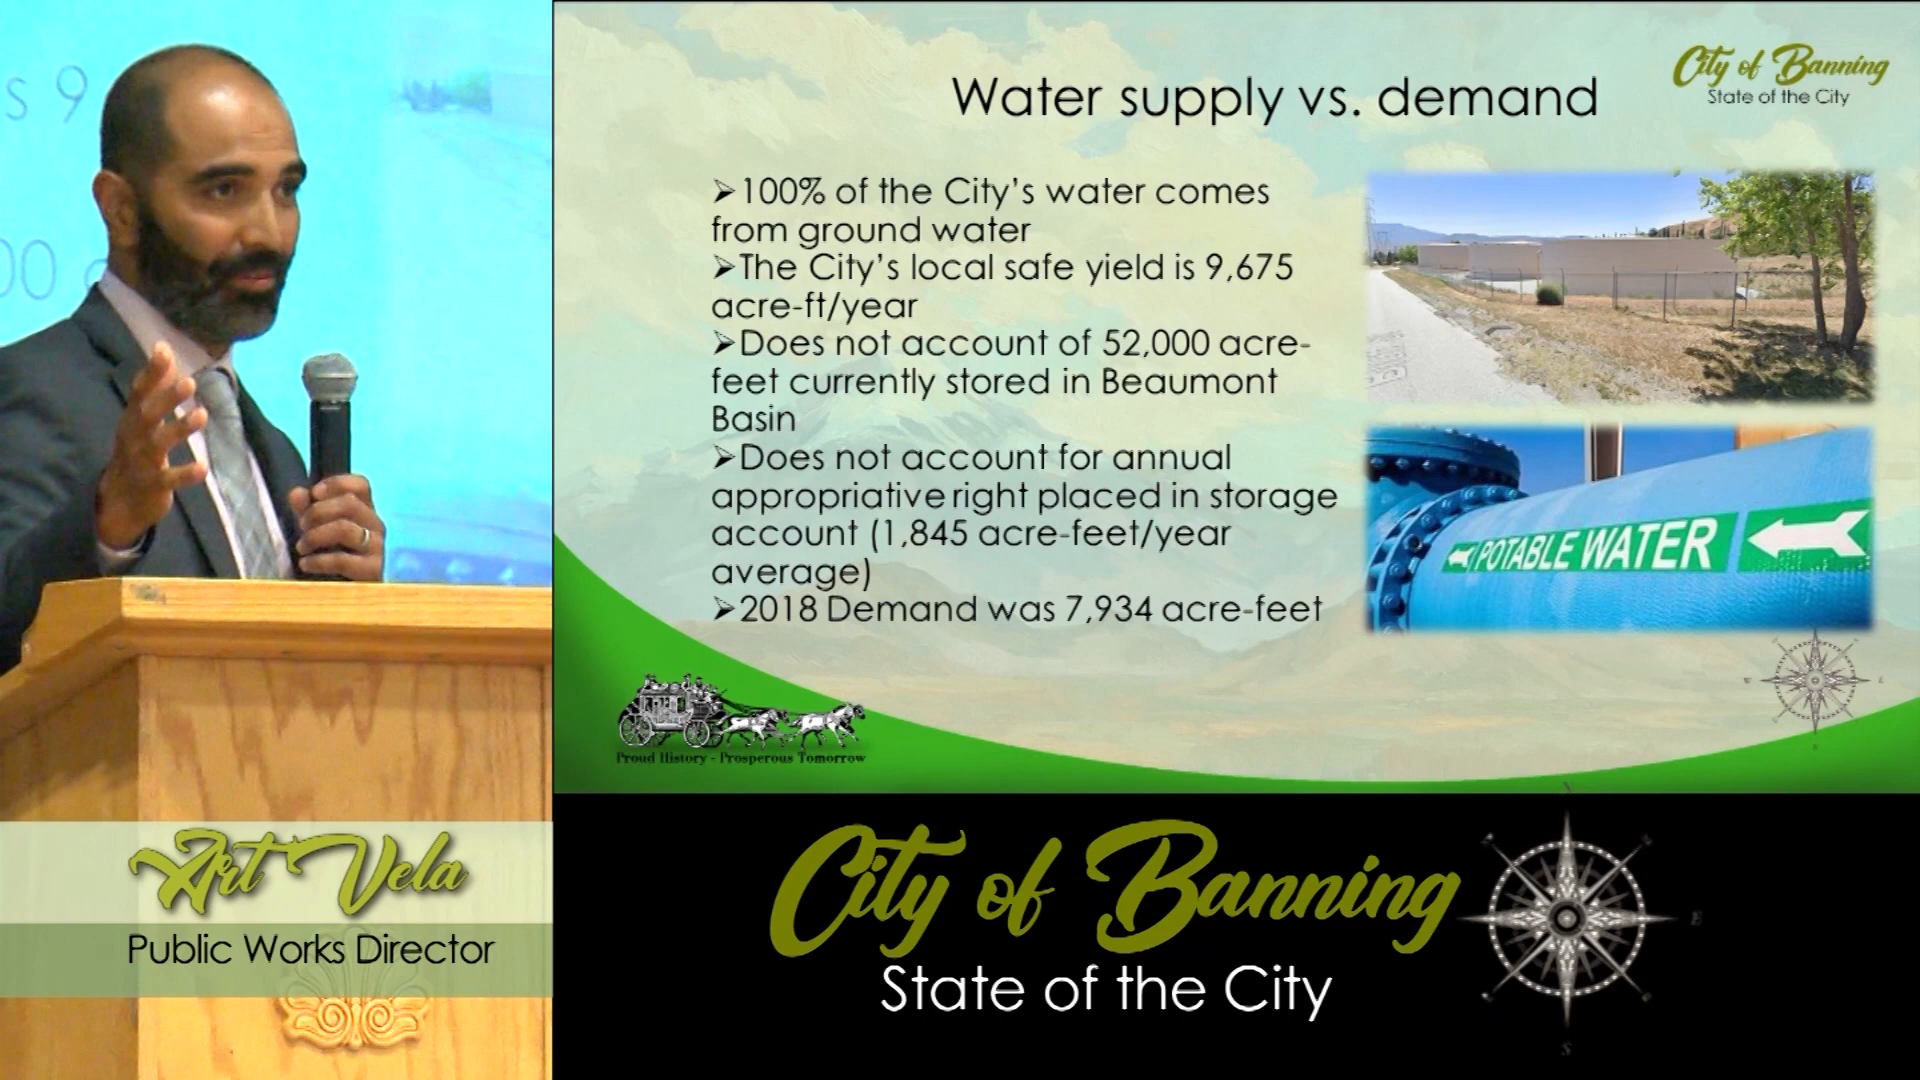 s 9
00
Water supply vs. demand
City of Banning
State of the City
➢100% of the City's water comes
from ground water
➢The City's local safe yield is 9,675
acre-ft/year
➢Does not account of 52,000 acre-
feet currently stored in Beaumont
Basin
➢Does not account for annual
appropriative right placed in storage
account (1,845 acre-feet/year
average)
➢2018 Demand was 7,934 acre-feet
POTABLE WATER
Proud History - Prosperous Tomorrow
Art Vela
Public Works Director
City of Banning
State of the City
E
S